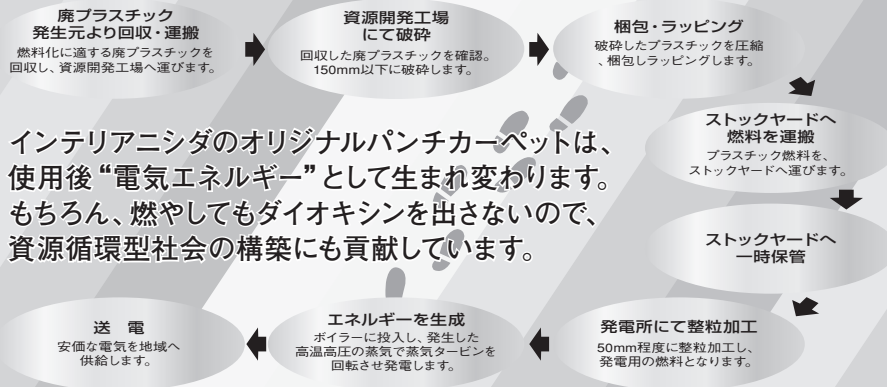 廃プラスチック
発生元より回収・運搬
燃料化に適する廃プラスチックを
回収し、資源開発工場へ運びます。
資源開発工場
にて破砕
回収した廃プラスチックを確認。
150mm以下に破砕します。
梱包・ラッピング
破砕したプラスチックを圧縮
、梱包しラッピングします。
ストックヤードへ
燃料を運搬
プラスチック燃料を、
ストックヤードへ運びます。
ストックヤードへ
一時保管
発電所にて整粒加工
50mm程度に整粒加工し、
発電用の燃料となります。
エネルギーを生成
ボイラーに投入し、発生した
高温高圧の蒸気で蒸気タービンを
回転させ発電します。
送　電
安価な電気を地域へ
供給します。
インテリアニシダのオリジナルパンチカーペットは、
使用後“電気エネルギー”として生まれ変わります。
もちろん、燃やしてもダイオキシンを出さないので、
資源循環型社会の構築にも貢献しています。